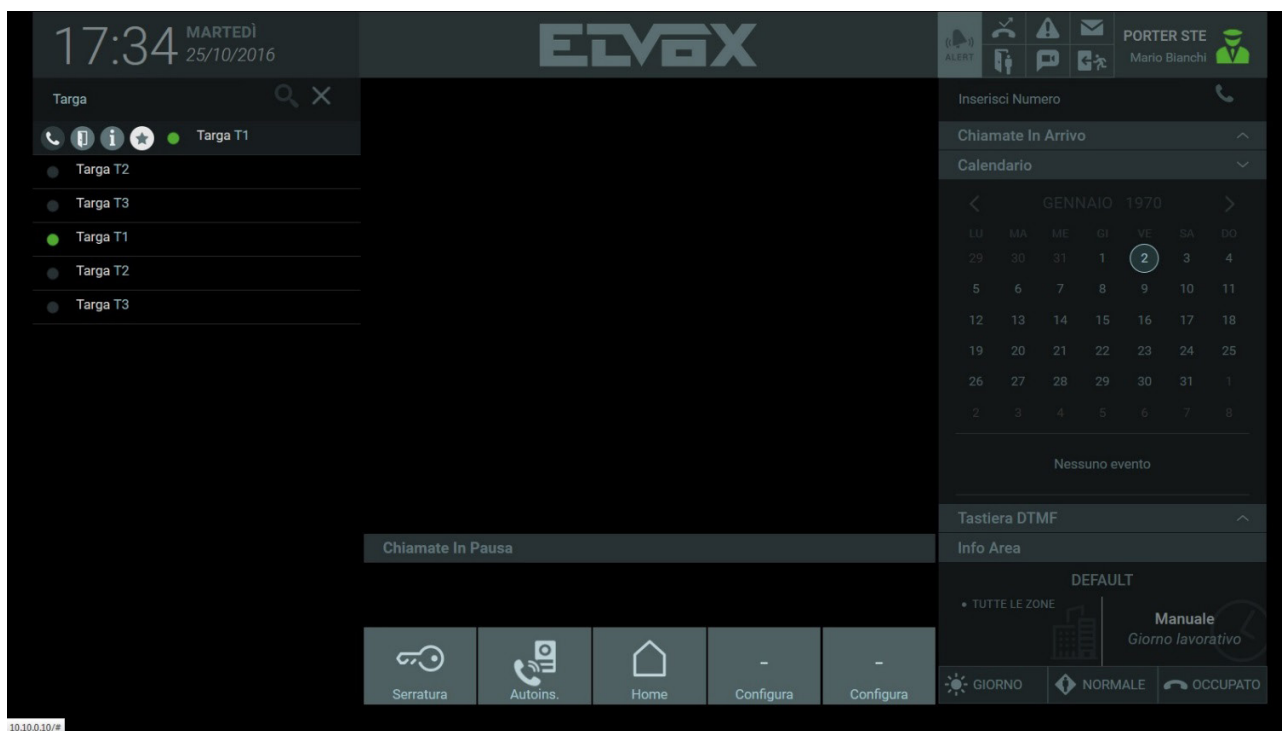 17:34
MARTEDÌ
25/10/2016
ELVOX
ALERT
PORTER STE
Mario Bianchi
Targa
Targa T1
Targa T2
Targa T3
Targa T1
Targa T2
Targa T3
Chiamate In Pausa
Serratura
Autoins.
Home
-
Configura
-
Configura
Inserisci Numero
Chiamate In Arrivo
Calendario
GENNAIO 1970
LU MA ME GI VE SA DO
29 30 31 1 2 3 4
5 6 7 8 9 10 11
12 13 14 15 16 17 18
19 20 21 22 23 24 25
26 27 28 29 30 31 1
2 3 4 5 6 7 8
Nessuno evento
Tastiera DTMF
Info Area
DEFAULT
• TUTTE LE ZONE
Manuale
Giorno lavorativo
GIORNO
NORMALE
OCCUPATO
10.10.0.10/#